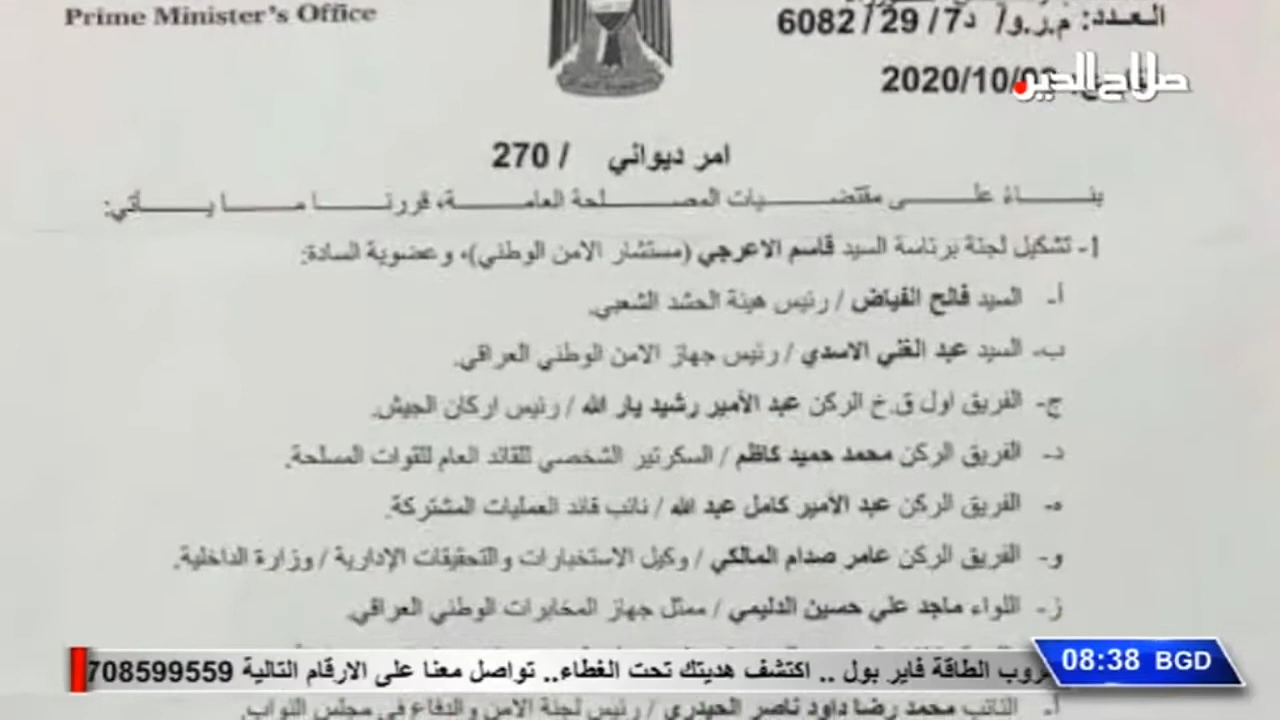 Prime Minister's Office
العدد: م.ر.و/ د7/ 29/ 6082
صلاح الدين
2020/10/
امر ديواني / 270
بناءً على مقتضيات المصلحة العامة، قررنا ما يأتي:
1- تشكيل لجنة برئاسة السيد قاسم الاعرجي (مستشار الامن الوطني)، وعضوية السادة:
أ- السيد فالح الفياض / رئيس هيئة الحشد الشعبي.
ب- السيد عبد الغني الاسدي / رئيس جهاز الامن الوطني العراقي.
ج- الفريق اول ق.خ الركن عبد الأمير رشيد يار الله / رئيس اركان الجيش.
د- الفريق الركن محمد حميد كاظم / السكرتير الشخصي للقائد العام للقوات المسلحة.
ه- الفريق الركن عبد الأمير كامل عبد الله / نائب قائد العمليات المشتركة.
و- الفريق الركن عامر صدام المالكي / وكيل الاستخبارات والتحقيقات الإدارية / وزارة الداخلية.
ز- اللواء ماجد علي حسين الدليمي / ممثل جهاز المخابرات الوطني العراقي.
روب الطاقة فاير بول .. اكتشف هديتك تحت الغطاء.. تواصل معنا على الارقام التالية 708599559
08:38 BGD
أ- النائب محمد رضا داود ناصر الحيدري / رئيس لجنة الامن والدفاع في مجلس النواب.